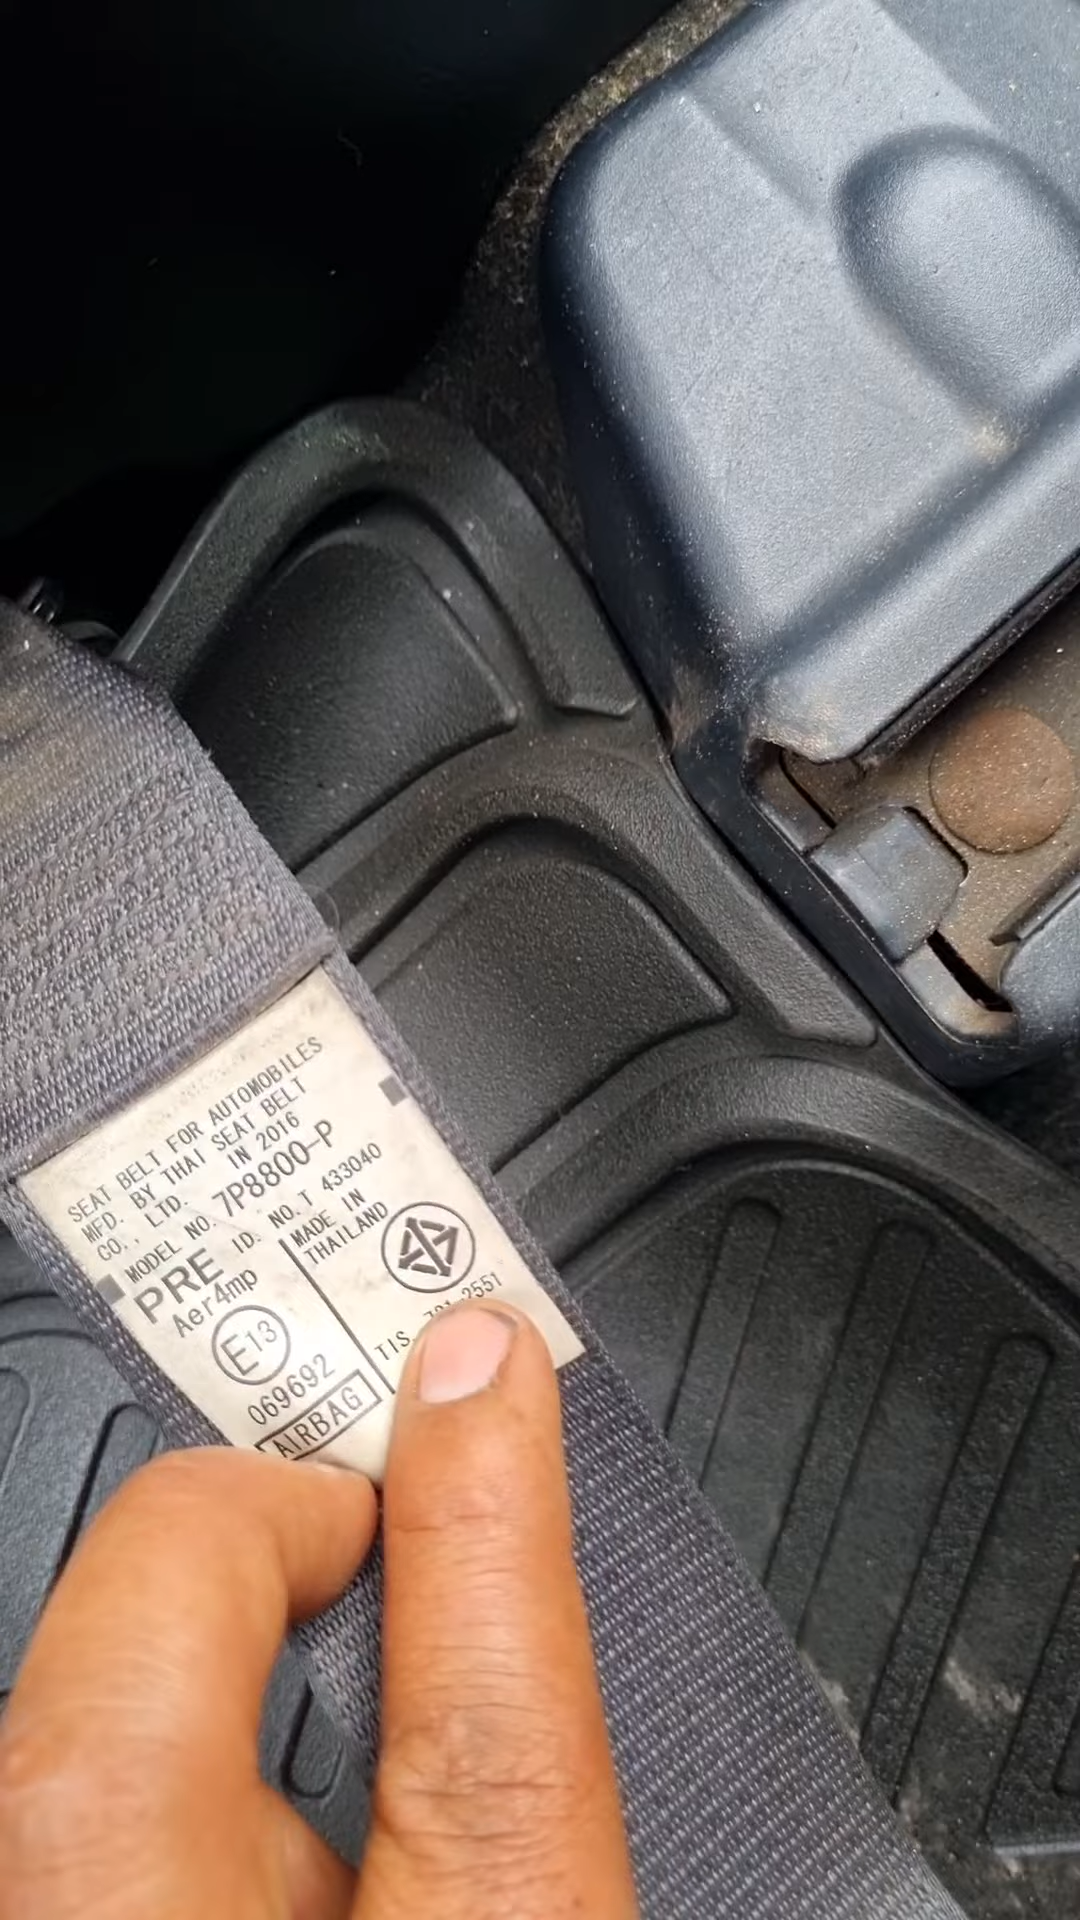 SEAT BELT FOR AUTOMOBILES
MFD. BY THAI SEAT BELT
CO., LTD. IN 2016
MODEL NO. 7P8800-P
PRE ID. NO.T 433040
Aer4mp
E13
069692
AIRBAG
MADE IN
THAILAND
TIS. 2551